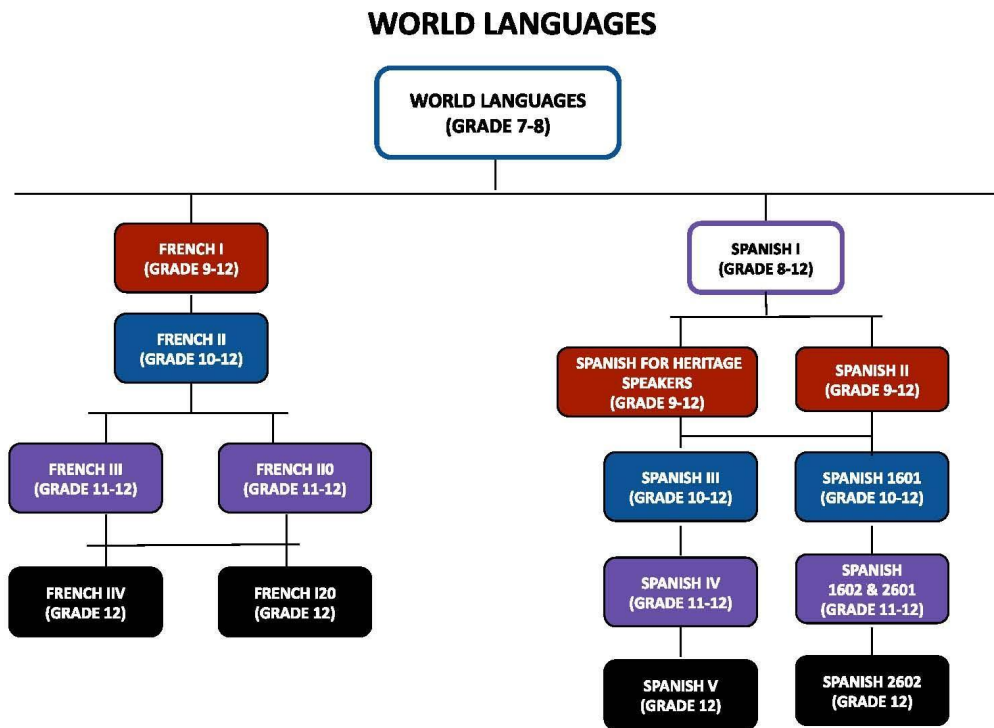 WORLD LANGUAGES
WORLD LANGUAGES
(GRADE 7-8)
FRENCH I
(GRADE 9-12)
FRENCH II
(GRADE 10-12)
FRENCH III
(GRADE 11-12)
FRENCH II0
(GRADE 11-12)
FRENCH IIV
(GRADE 12)
FRENCH I20
(GRADE 12)
SPANISH I
(GRADE 8-12)
SPANISH FOR HERITAGE
SPEAKERS
(GRADE 9-12)
SPANISH II
(GRADE 9-12)
SPANISH III
(GRADE 10-12)
SPANISH 1601
(GRADE 10-12)
SPANISH IV
(GRADE 11-12)
SPANISH
1602 & 2601
(GRADE 11-12)
SPANISH V
(GRADE 12)
SPANISH 2602
(GRADE 12)